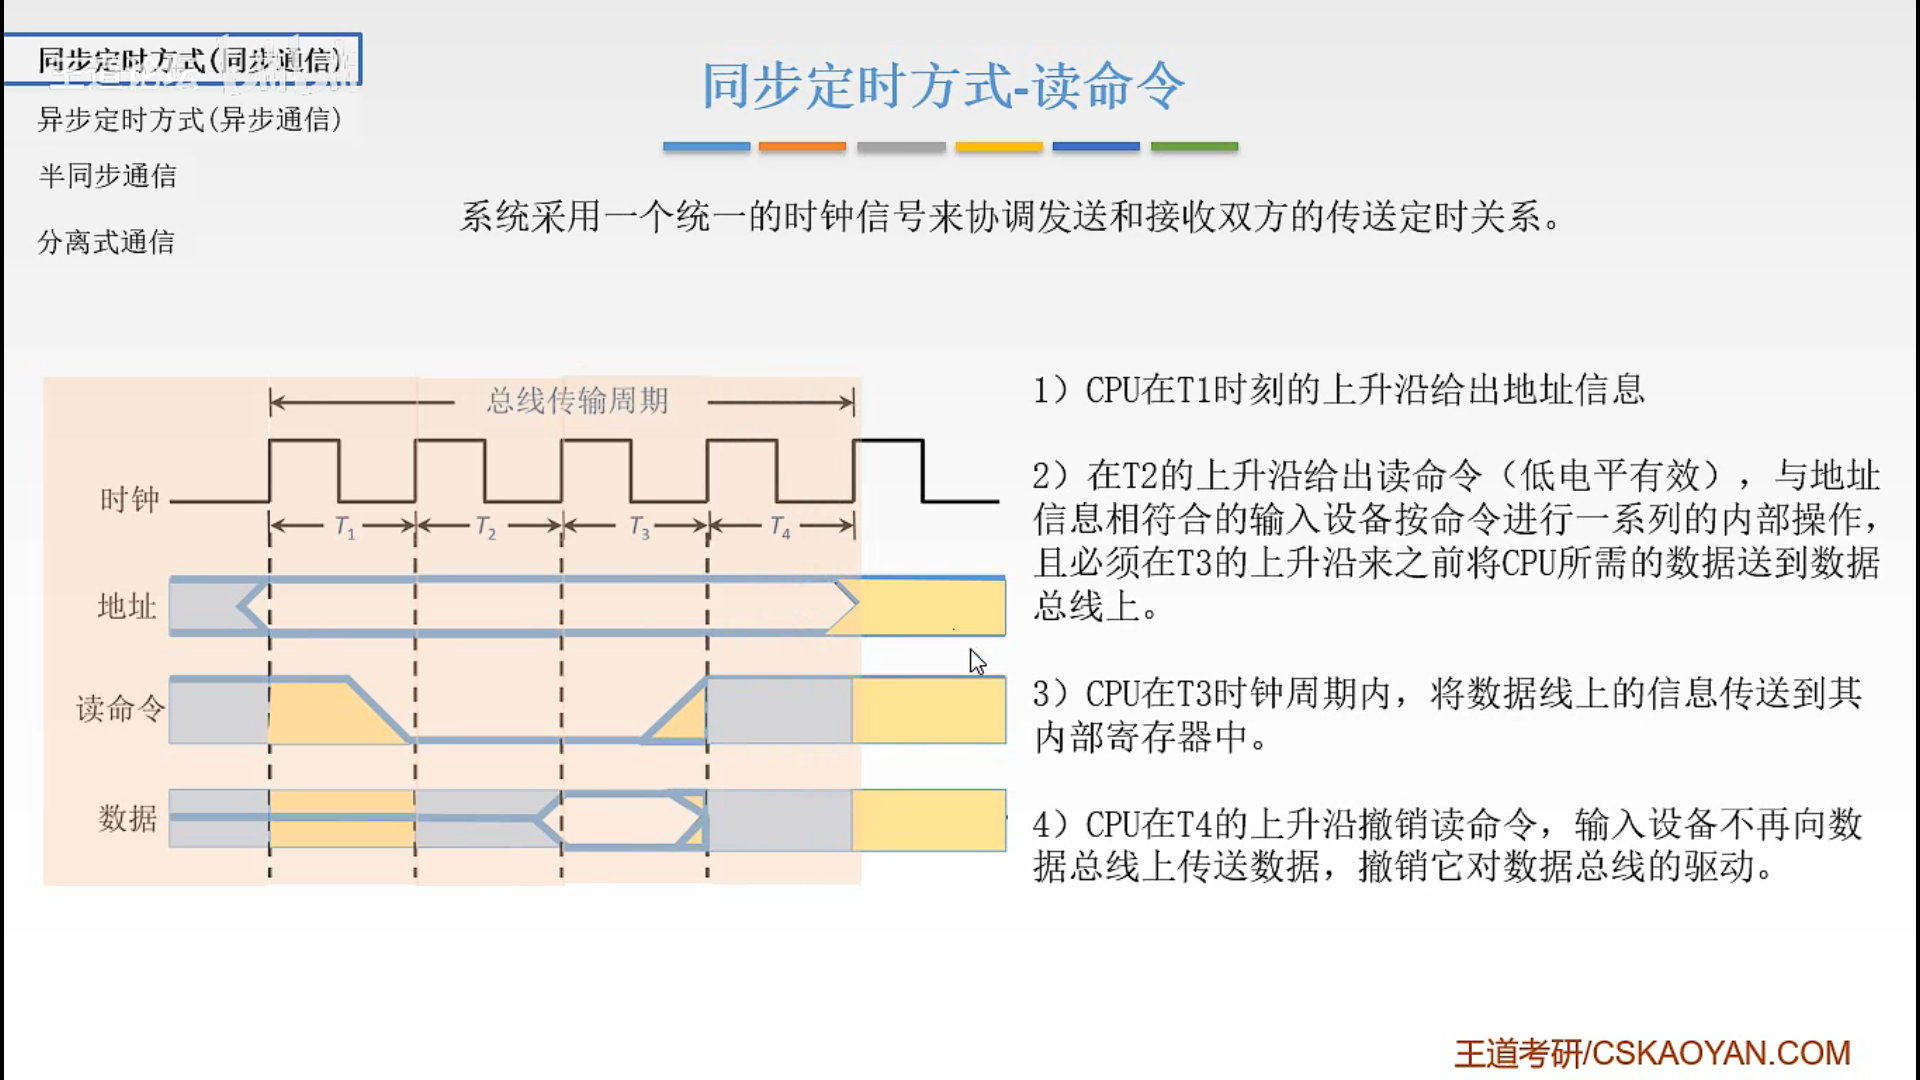 同步定时方式(同步通信)
异步定时方式(异步通信)
半同步通信
分离式通信
同步定时方式-读命令
系统采用一个统一的时钟信号来协调发送和接收双方的传送定时关系。
总线传输周期
时钟
T1 T2 T3 T4
地址
读命令
数据
1）CPU在T1时刻的上升沿给出地址信息
2）在T2的上升沿给出读命令（低电平有效），与地址
信息相符合的输入设备按命令进行一系列的内部操作，
且必须在T3的上升沿来之前将CPU所需的数据送到数据
总线上。
3）CPU在T3时钟周期内，将数据线上的信息传送到其
内部寄存器中。
4）CPU在T4的上升沿撤销读命令，输入设备不再向数
据总线上传送数据，撤销它对数据总线的驱动。
王道考研/CSKAOYAN.COM